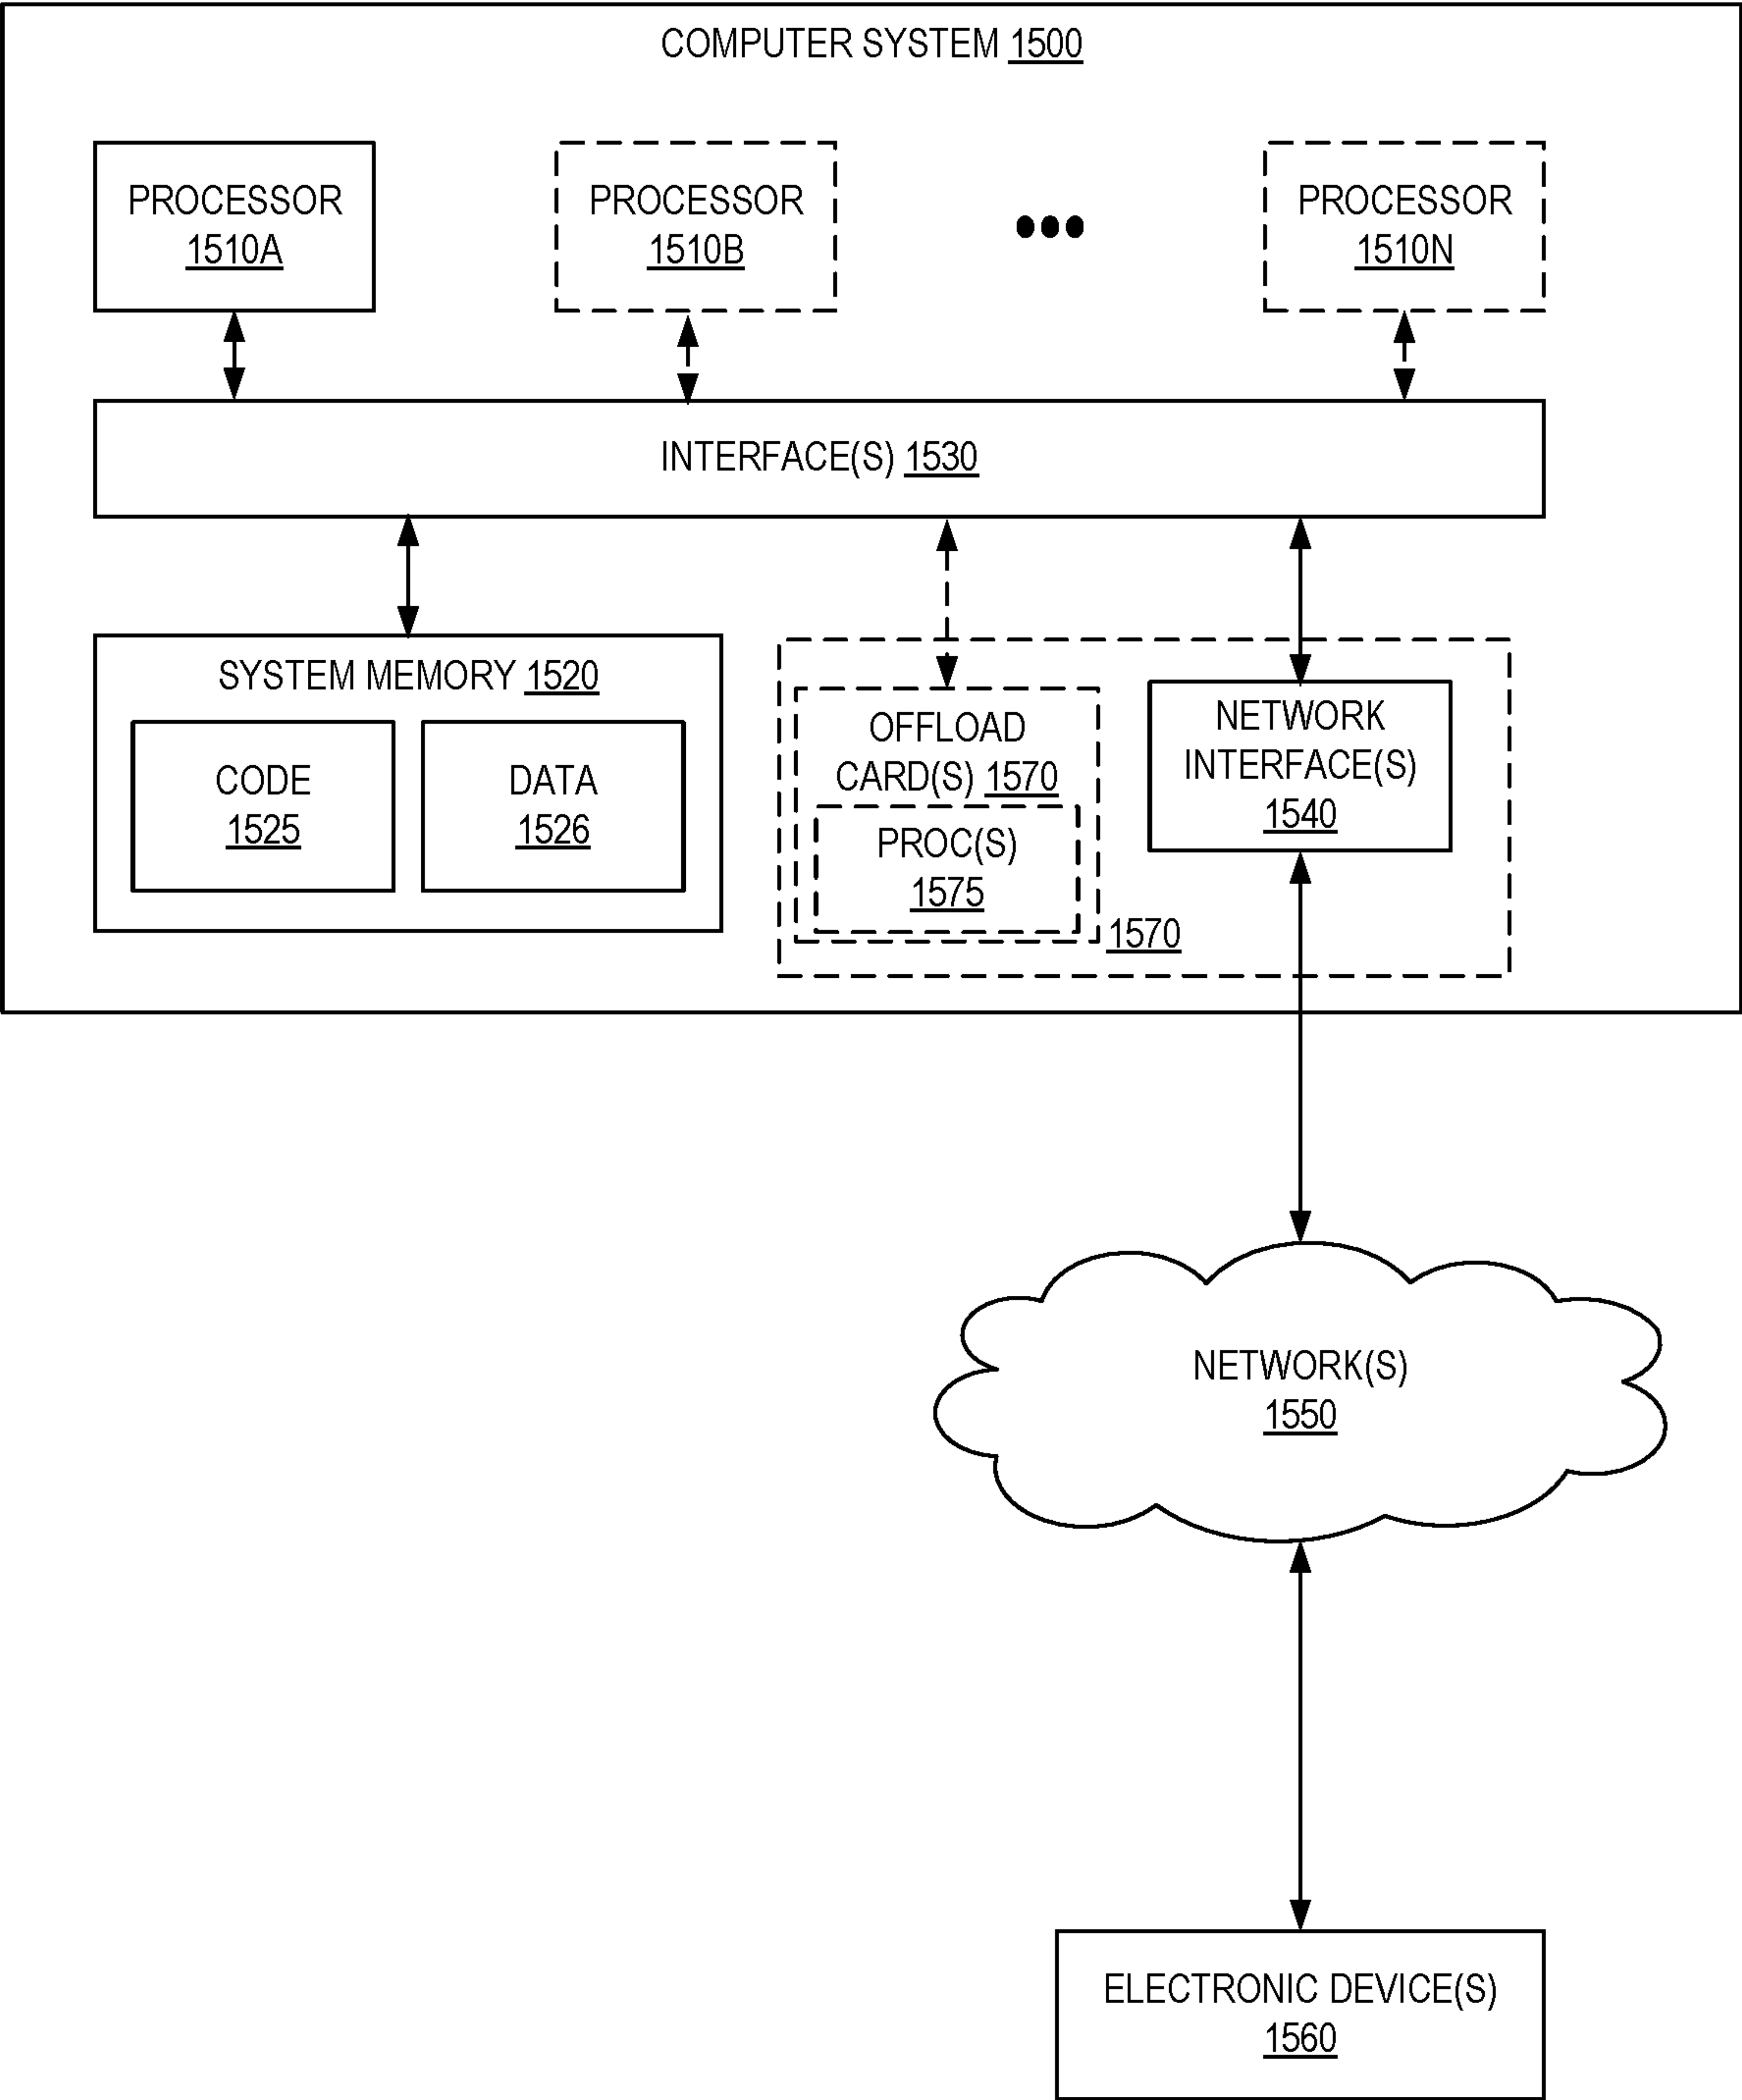 COMPUTER SYSTEM 1500
PROCESSOR
1510A
PROCESSOR
1510B
PROCESSOR
1510N
INTERFACE(S) 1530
SYSTEM MEMORY 1520
CODE
1525
DATA
1526
OFFLOAD
CARD(S) 1570
PROC(S)
1575
1570
NETWORK
INTERFACE(S)
1540
NETWORK(S)
1550
ELECTRONIC DEVICE(S)
1560